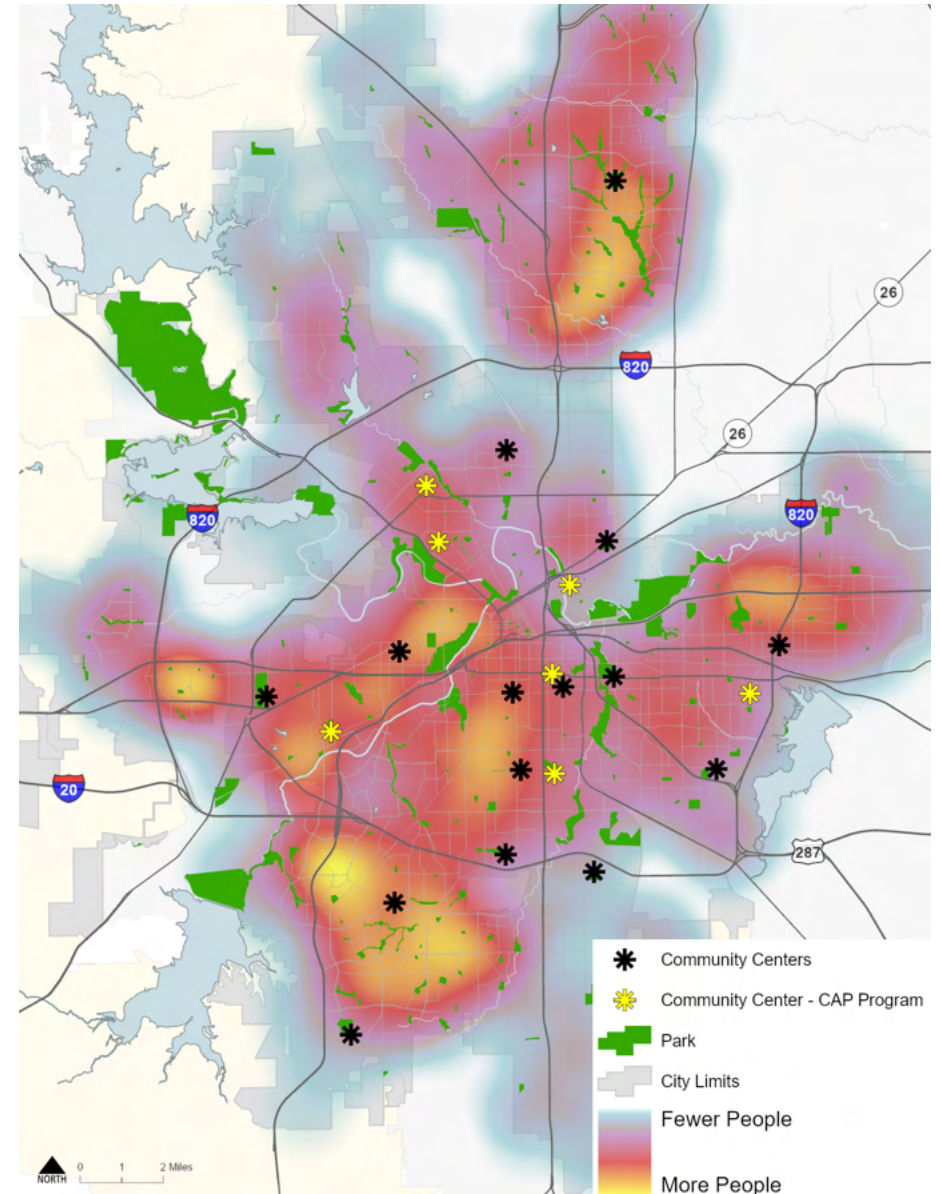 26
820
26
820
820
20
287
Community Centers
Community Center - CAP Program
Park
City Limits
Fewer People
More People
NORTH
0 1 2 Miles